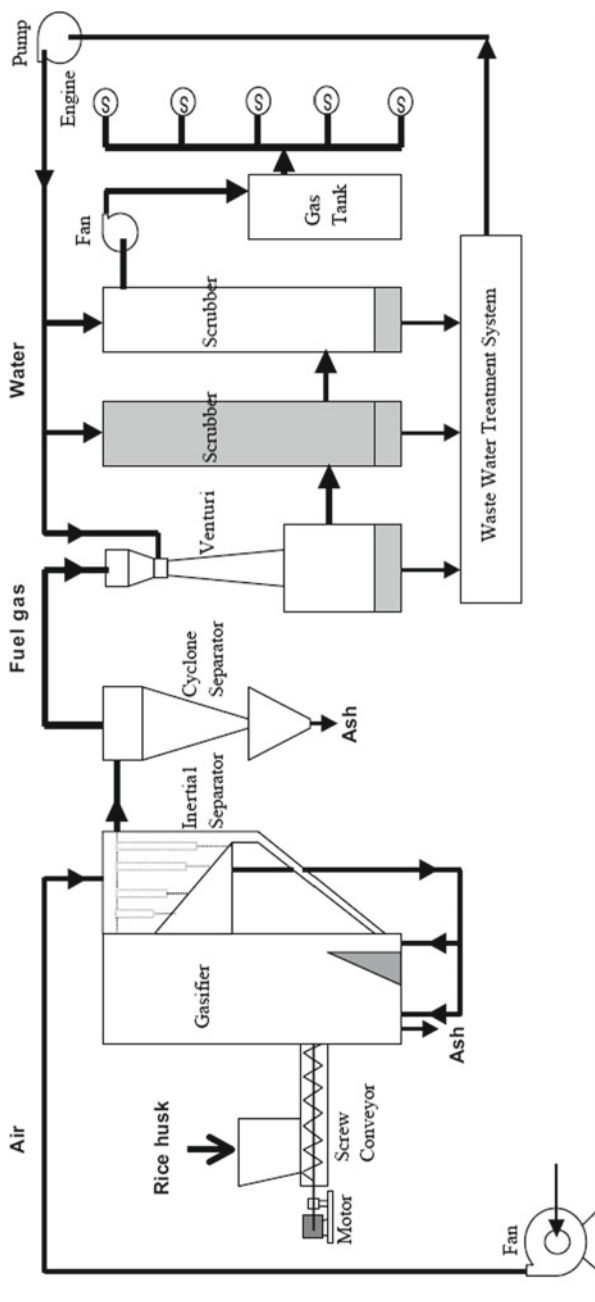 Air
Fuel gas
Water
Pump
Engine
S
S
S
S
S
Fan
Rice husk
Gasifier
Inertial
Separator
Cyclone
Separator
Venturi
Scrubber
Scrubber
Gas
Tank
Motor
Screw
Conveyor
Ash
Ash
Waste Water Treatment System
Fan